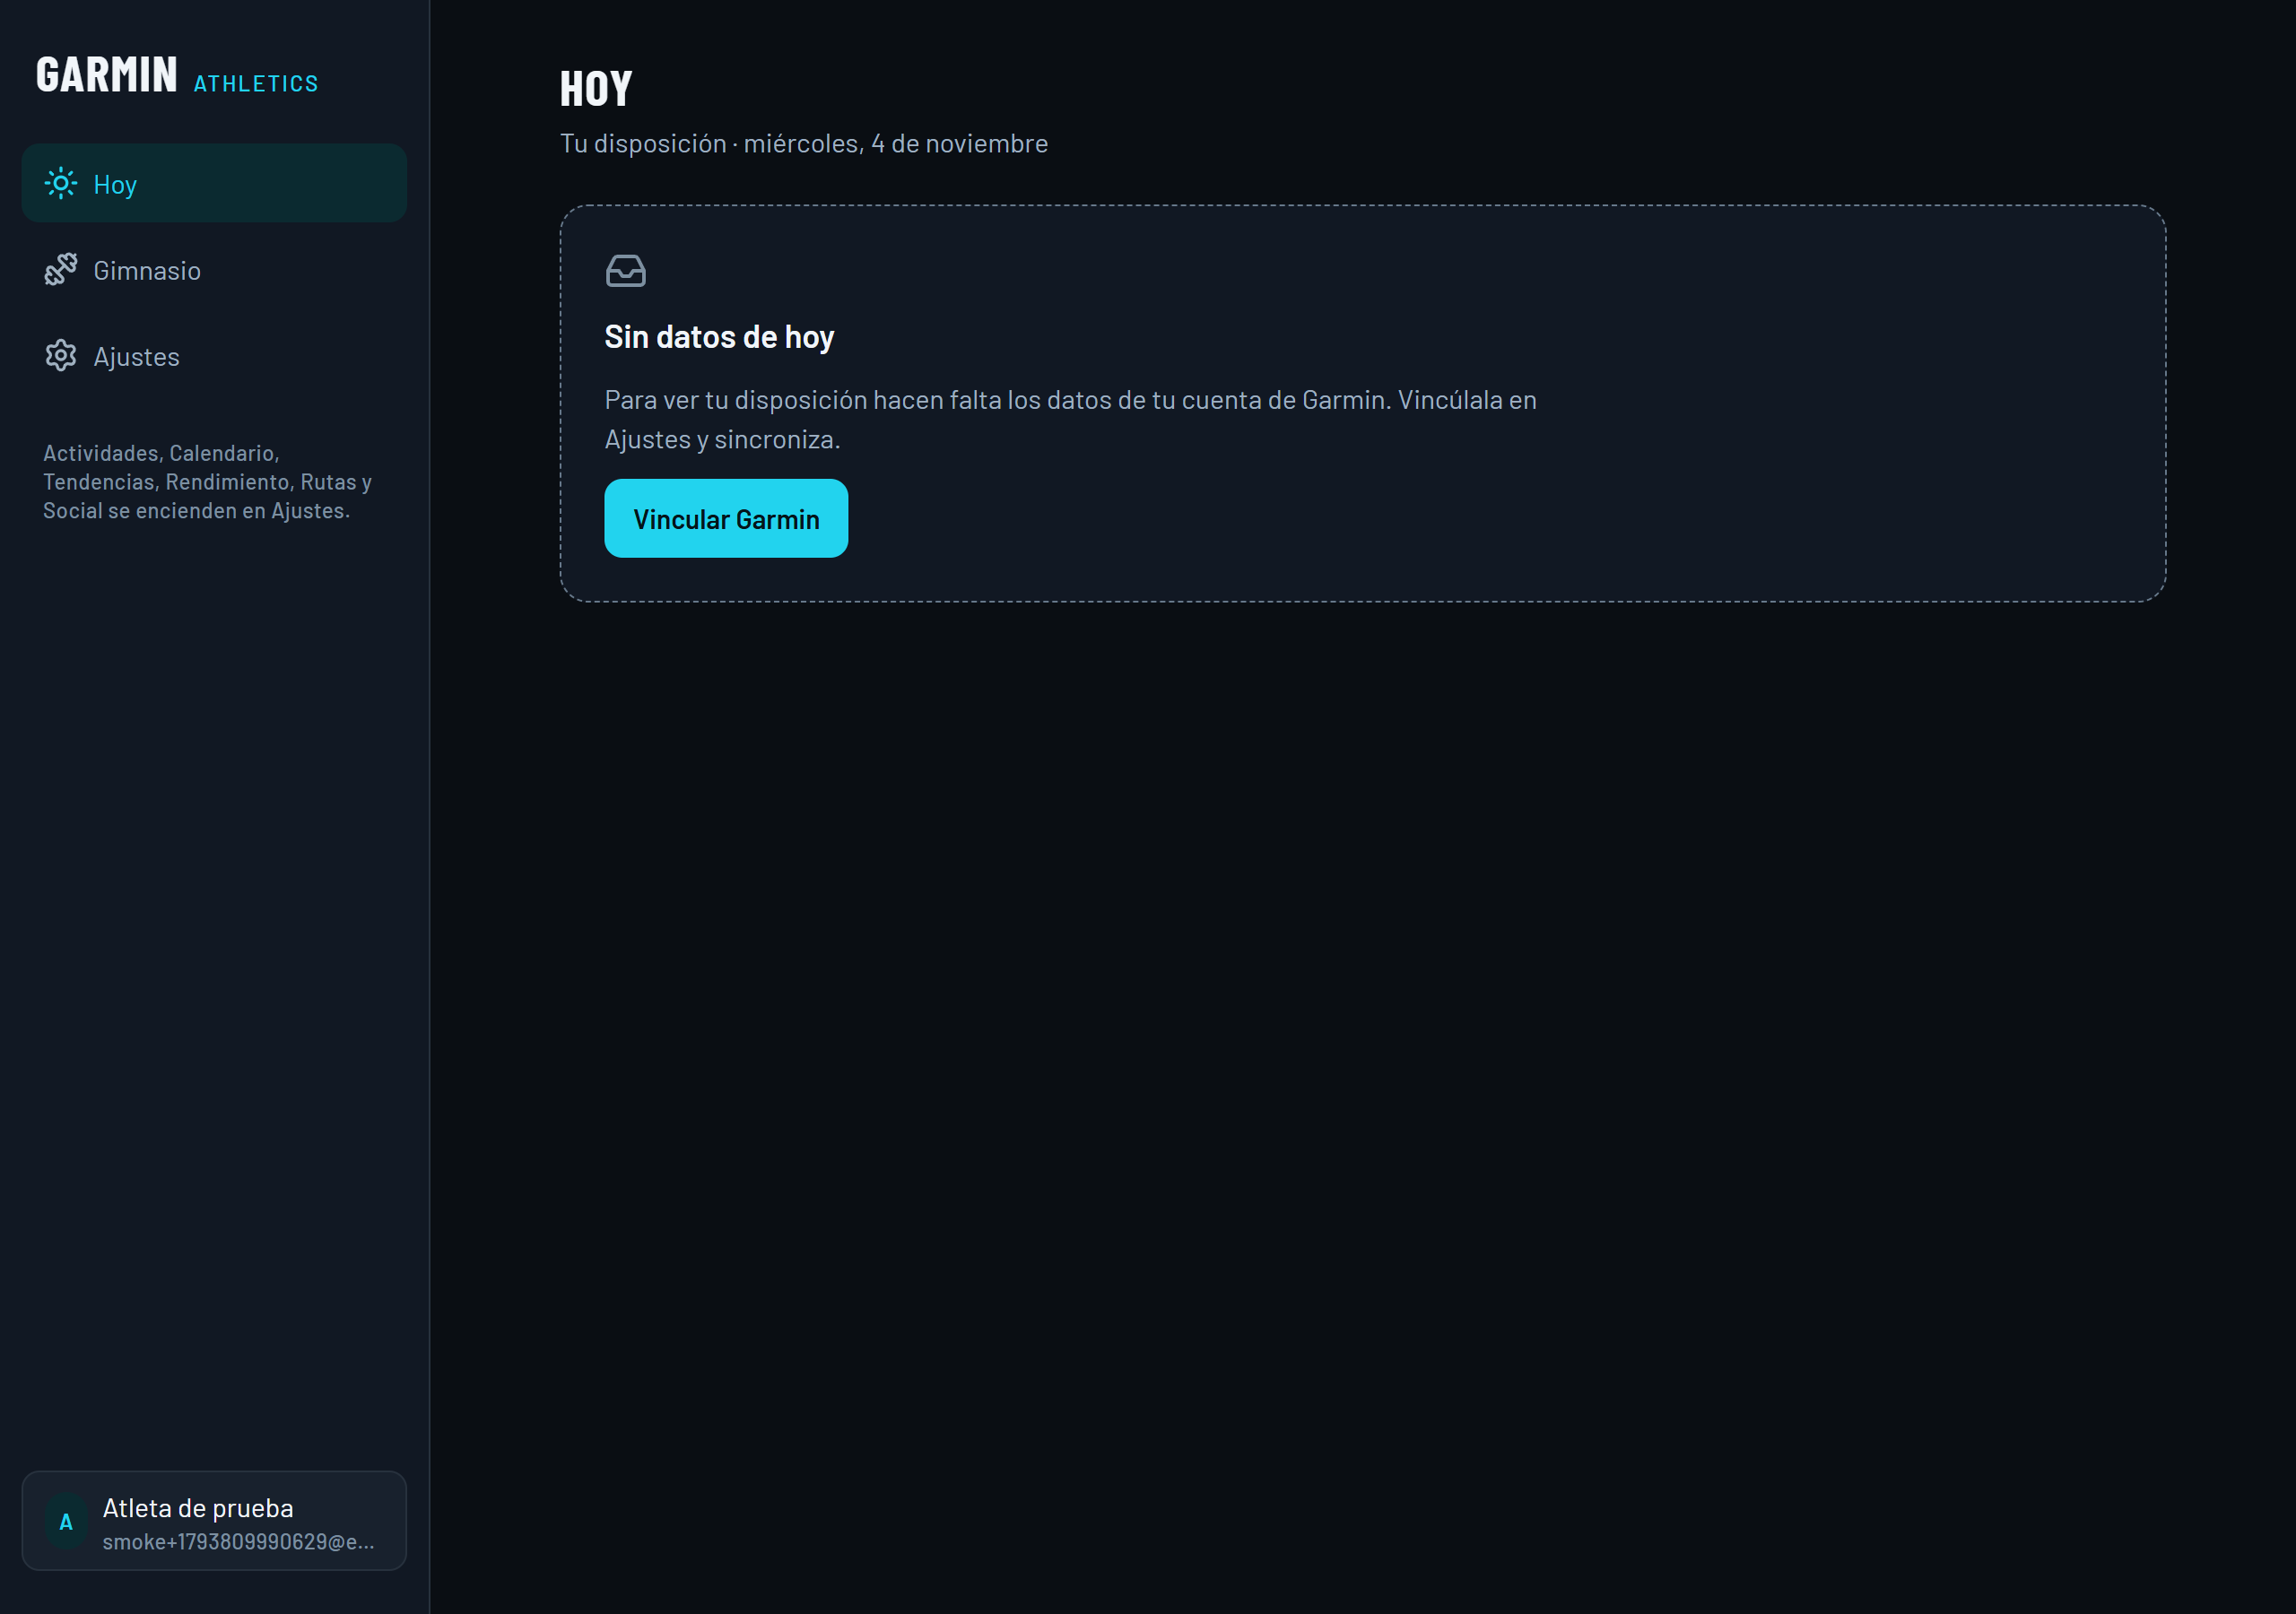 GARMIN ATHLETICS
Hoy
Gimnasio
Ajustes
Actividades, Calendario,
Tendencias, Rendimiento, Rutas y
Social se encienden en Ajustes.
HOY
Tu disposición · miércoles, 4 de noviembre
Sin datos de hoy
Para ver tu disposición hacen falta los datos de tu cuenta de Garmin. Vincúlala en
Ajustes y sincroniza.
Vincular Garmin
A
Atleta de prueba
smoke+1793809990629@e...